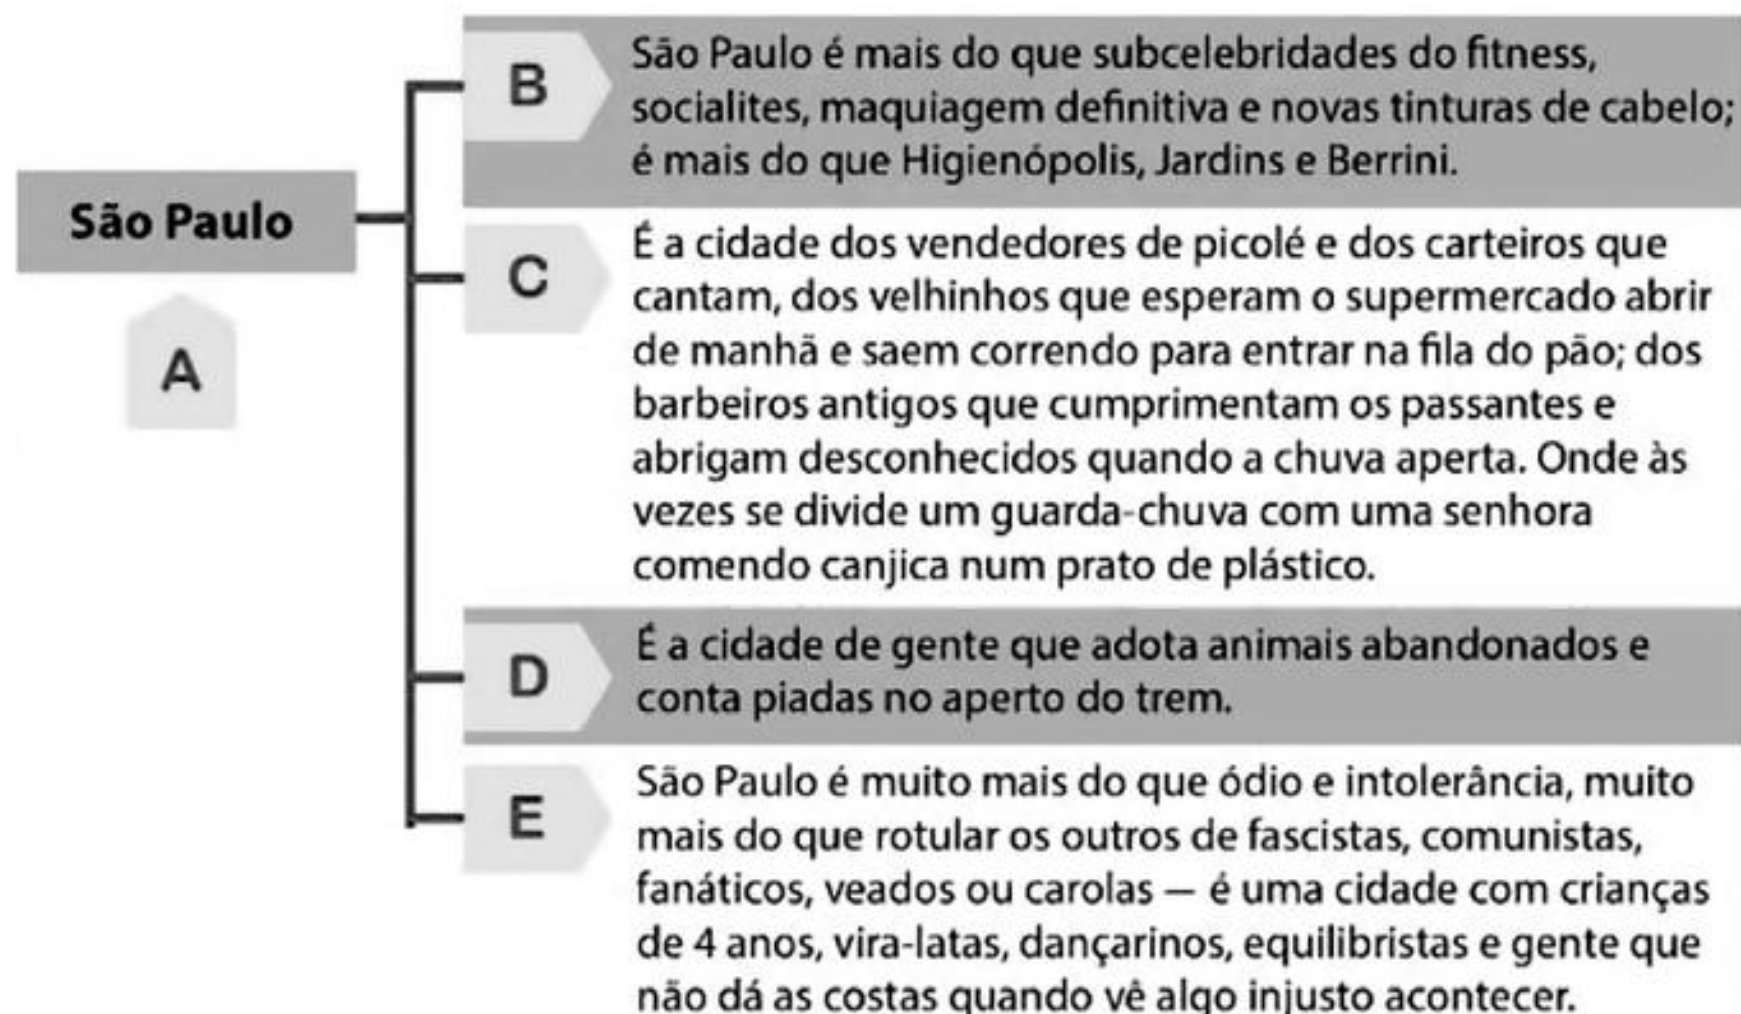 São Paulo
A
B
São Paulo é mais do que subcelebridades do fitness,
socialites, maquiagem definitiva e novas tinturas de cabelo;
é mais do que Higienópolis, Jardins e Berrini.
C
É a cidade dos vendedores de picolé e dos carteiros que
cantam, dos velhinhos que esperam o supermercado abrir
de manhã e saem correndo para entrar na fila do pão; dos
barbeiros antigos que cumprimentam os passantes e
abrigam desconhecidos quando a chuva aperta. Onde às
vezes se divide um guarda-chuva com uma senhora
comendo canjica num prato de plástico.
D
É a cidade de gente que adota animais abandonados e
conta piadas no aperto do trem.
E
São Paulo é muito mais do que ódio e intolerância, muito
mais do que rotular os outros de fascistas, comunistas,
fanáticos, veados ou carolas — é uma cidade com crianças
de 4 anos, vira-latas, dançarinos, equilibristas e gente que
não dá as costas quando vê algo injusto acontecer.